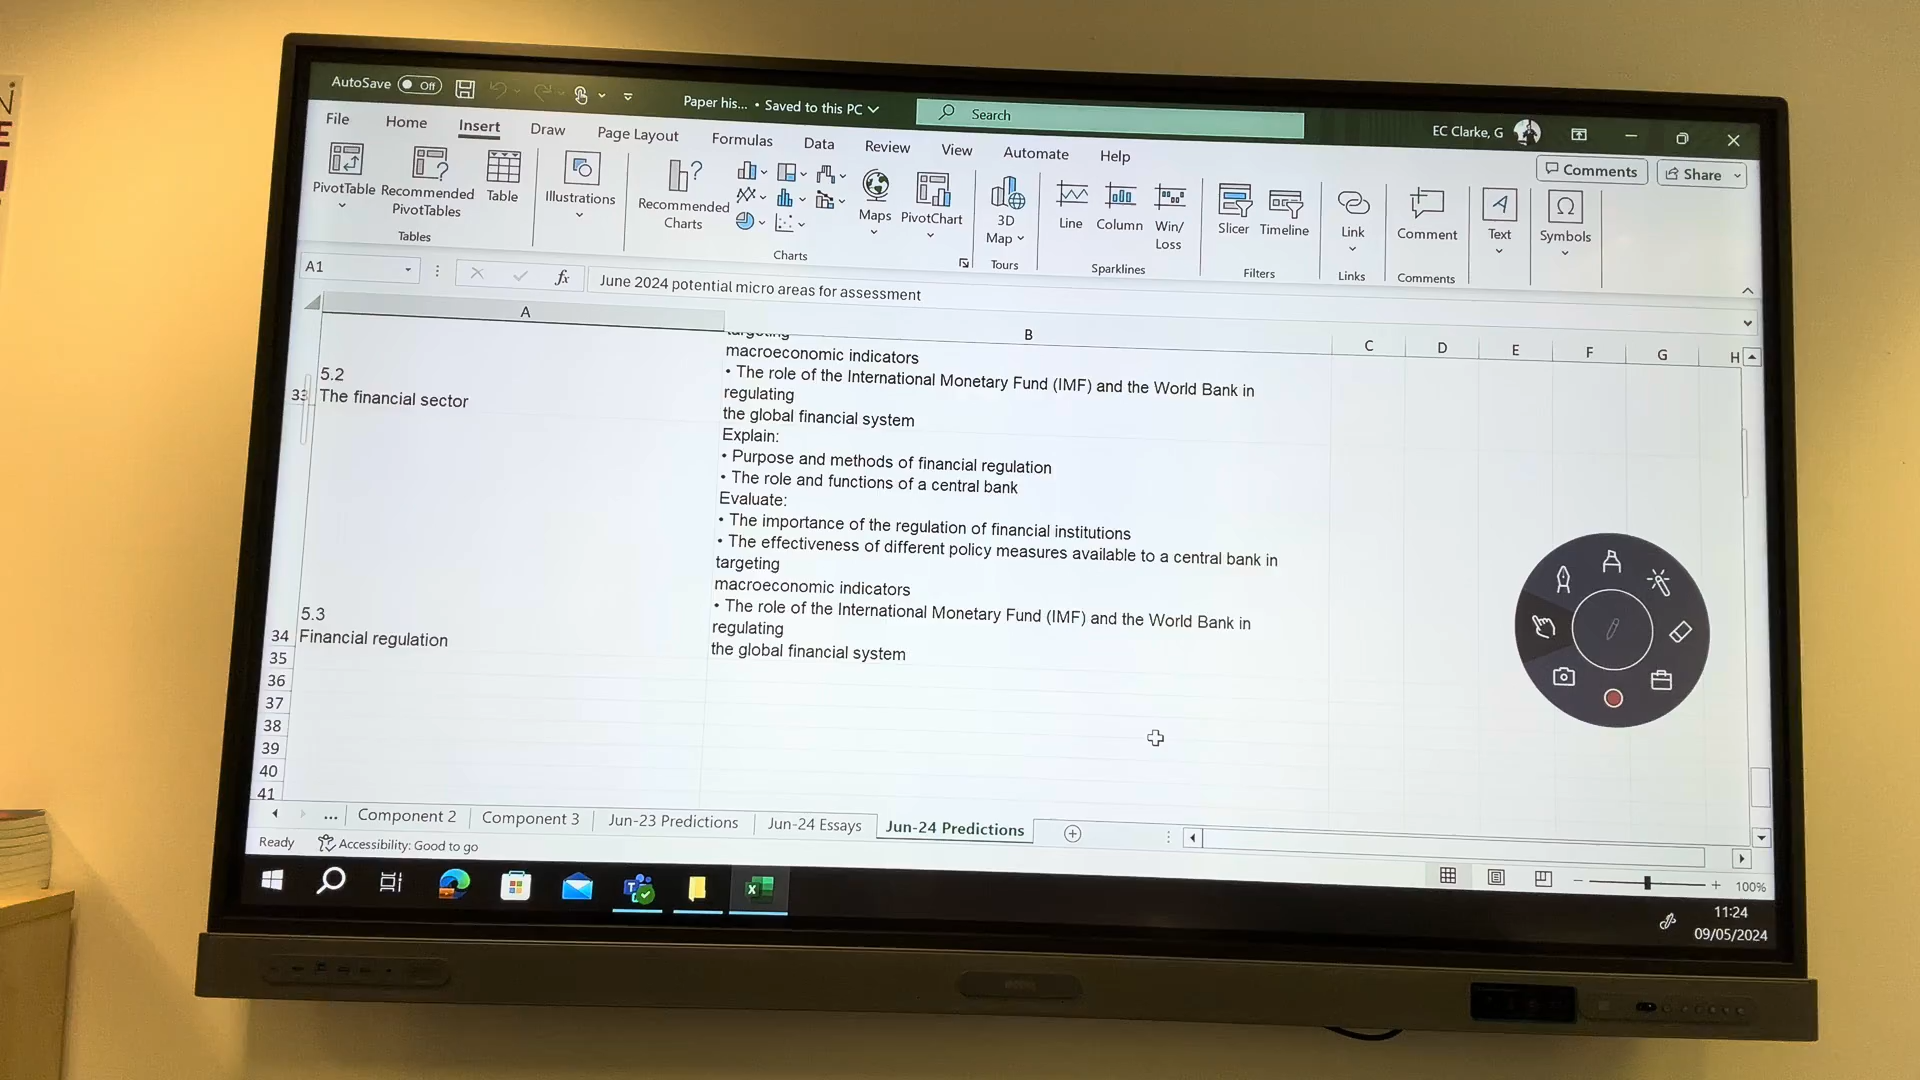 AutoSave Off
Paper his... • Saved to this PC
Search
EC Clarke, G
File Home Insert Draw Page Layout Formulas Data Review View Automate Help
Comments Share
PivotTable
Recommended
PivotTables
Table
Tables
Illustrations
Recommended
Charts
Maps
PivotChart
Charts
3D
Map
Tours
Line
Column
Win/
Loss
Sparklines
Slicer
Timeline
Filters
Link
Links
Comment
Comments
Text
Symbols
A1
fx
June 2024 potential micro areas for assessment
A B C D E F G H
targeting
macroeconomic indicators
• The role of the International Monetary Fund (IMF) and the World Bank in
regulating
the global financial system
5.2
33 The financial sector
Explain:
• Purpose and methods of financial regulation
• The role and functions of a central bank
Evaluate:
• The importance of the regulation of financial institutions
• The effectiveness of different policy measures available to a central bank in
targeting
macroeconomic indicators
• The role of the International Monetary Fund (IMF) and the World Bank in
regulating
the global financial system
5.3
34 Financial regulation
35
36
37
38
39
40
41
... Component 2 Component 3 Jun-23 Predictions Jun-24 Essays Jun-24 Predictions
Ready Accessibility: Good to go
100%
11:24
09/05/2024